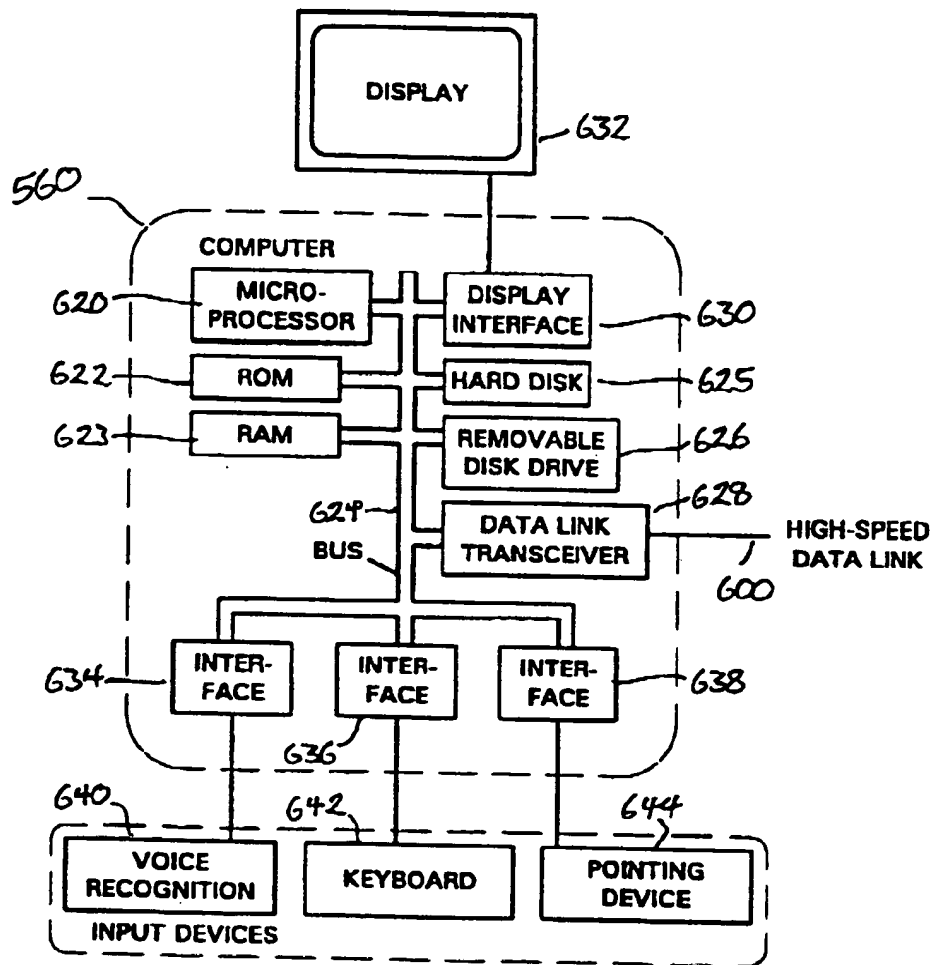 DISPLAY
632
560
COMPUTER
620
MICRO-
PROCESSOR
DISPLAY
INTERFACE
630
622
ROM
HARD DISK
625
623
RAM
REMOVABLE
DISK DRIVE
626
628
624
BUS
DATA LINK
TRANSCEIVER
HIGH-SPEED
DATA LINK
600
634
INTER-
FACE
636
INTER-
FACE
INTER-
FACE
638
640
642
644
VOICE
RECOGNITION
KEYBOARD
POINTING
DEVICE
INPUT DEVICES